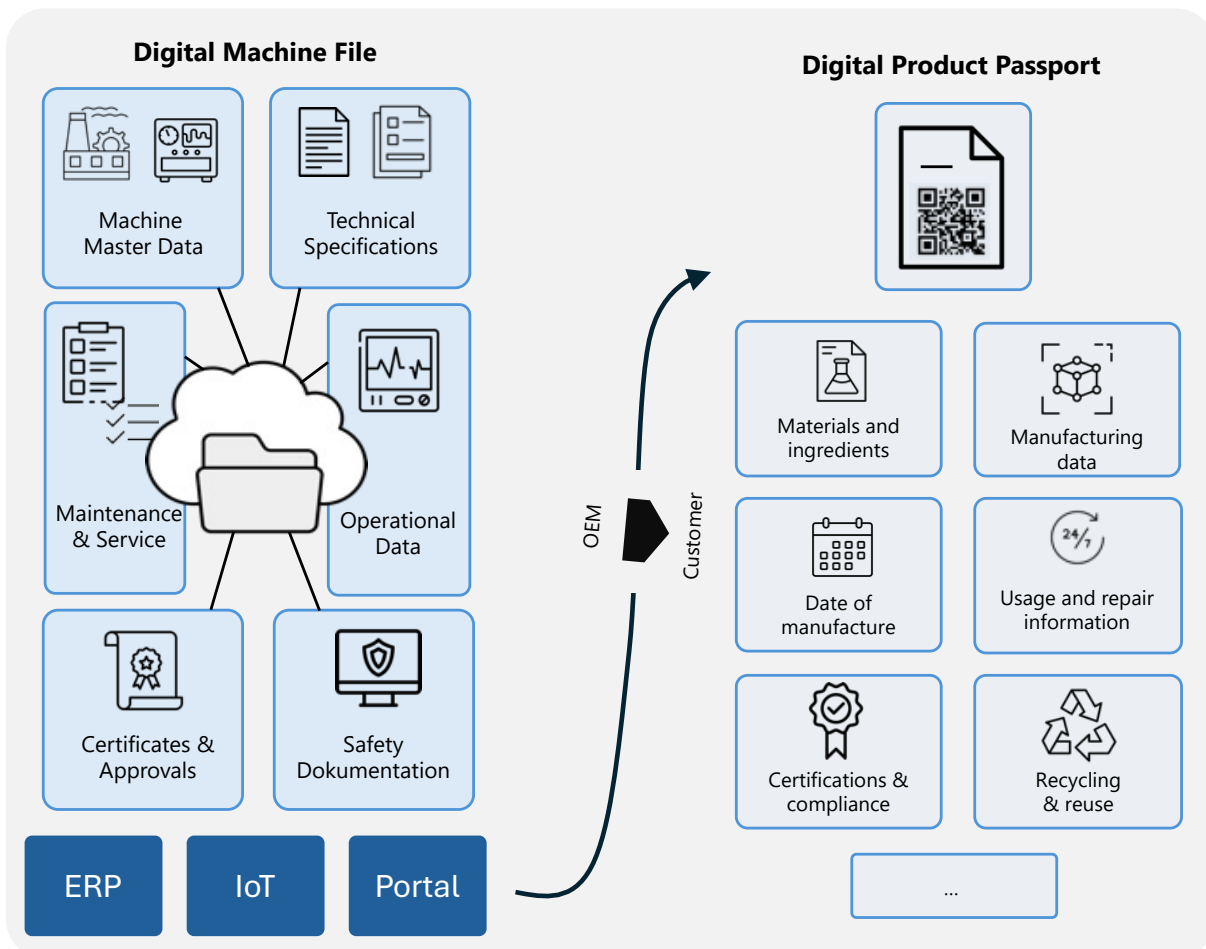 Digital Machine File
Machine
Master Data
Technical
Specifications
Maintenance
& Service
Operational
Data
Certificates &
Approvals
Safety
Dokumentation
ERP
IoT
Portal
OEM
Customer
Digital Product Passport
Materials and
ingredients
Manufacturing
data
Date of
manufacture
24/7
Usage and repair
information
Certifications &
compliance
Recycling
& reuse
...